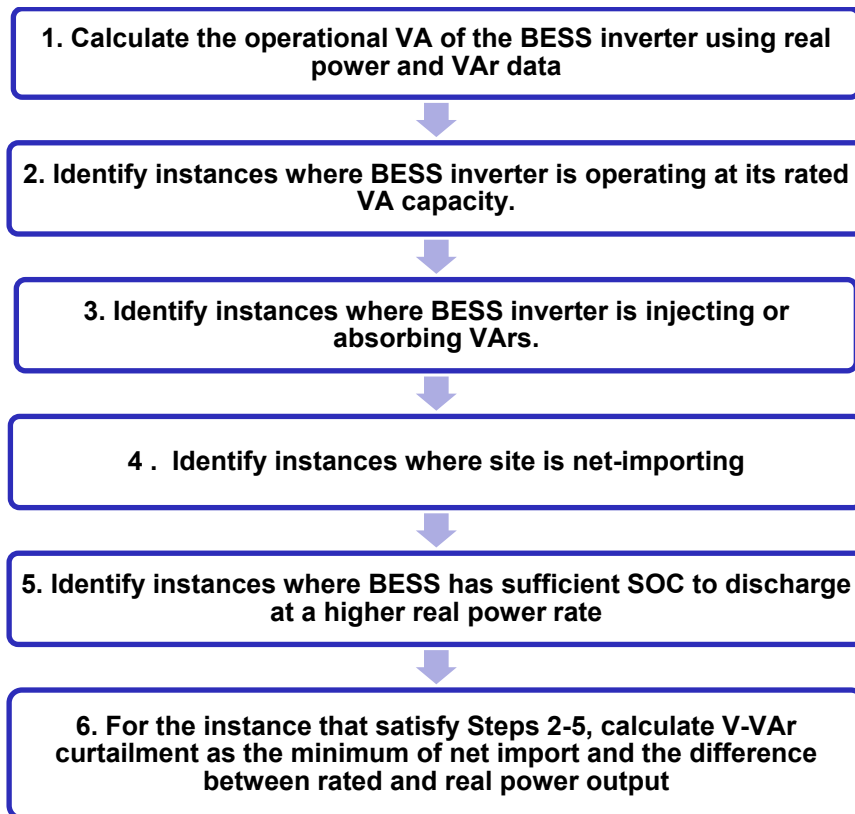 1. Calculate the operational VA of the BESS inverter using real
power and VAr data
2. Identify instances where BESS inverter is operating at its rated
VA capacity.
3. Identify instances where BESS inverter is injecting or
absorbing VArs.
4 . Identify instances where site is net-importing
5. Identify instances where BESS has sufficient SOC to discharge
at a higher real power rate
6. For the instance that satisfy Steps 2-5, calculate V-VAr
curtailment as the minimum of net import and the difference
between rated and real power output